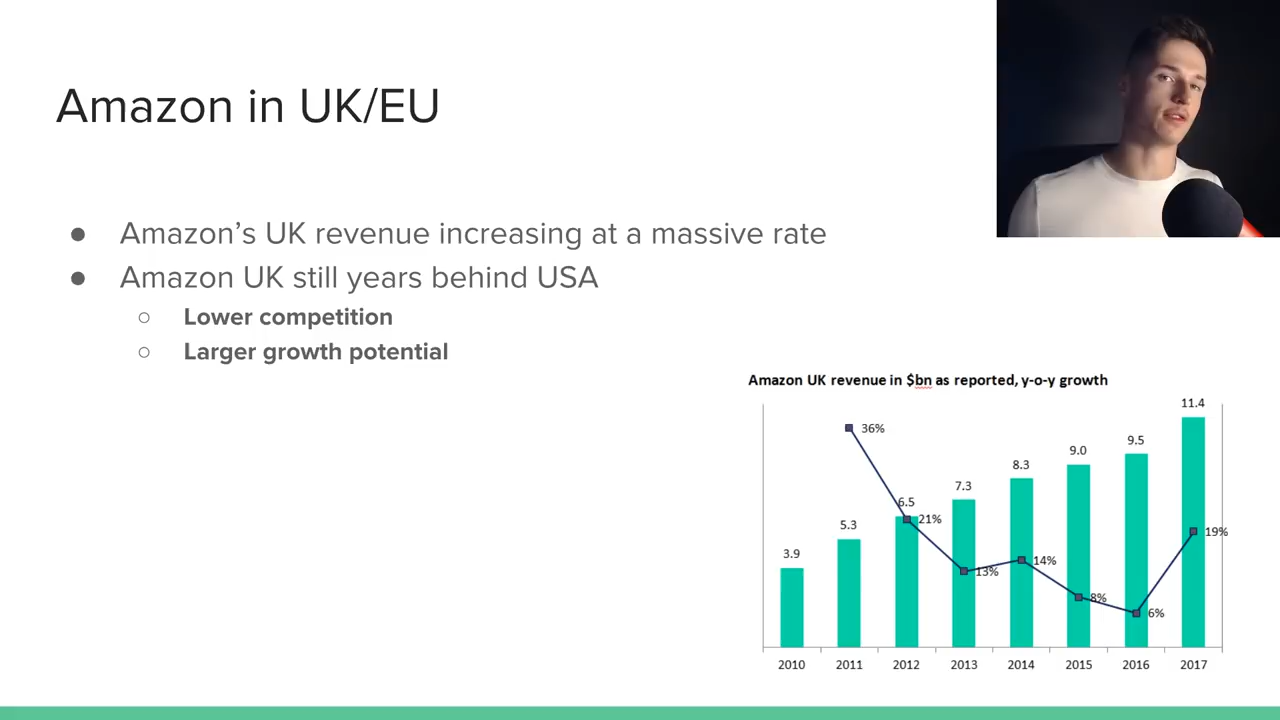 Amazon in UK/EU
● Amazon’s UK revenue increasing at a massive rate
● Amazon UK still years behind USA
○ Lower competition
○ Larger growth potential
Amazon UK revenue in $bn as reported, y-o-y growth
3.9 5.3 6.5 7.3 8.3 9.0 9.5 11.4
36% 21% 13% 14% 8% 6% 19%
2010 2011 2012 2013 2014 2015 2016 2017